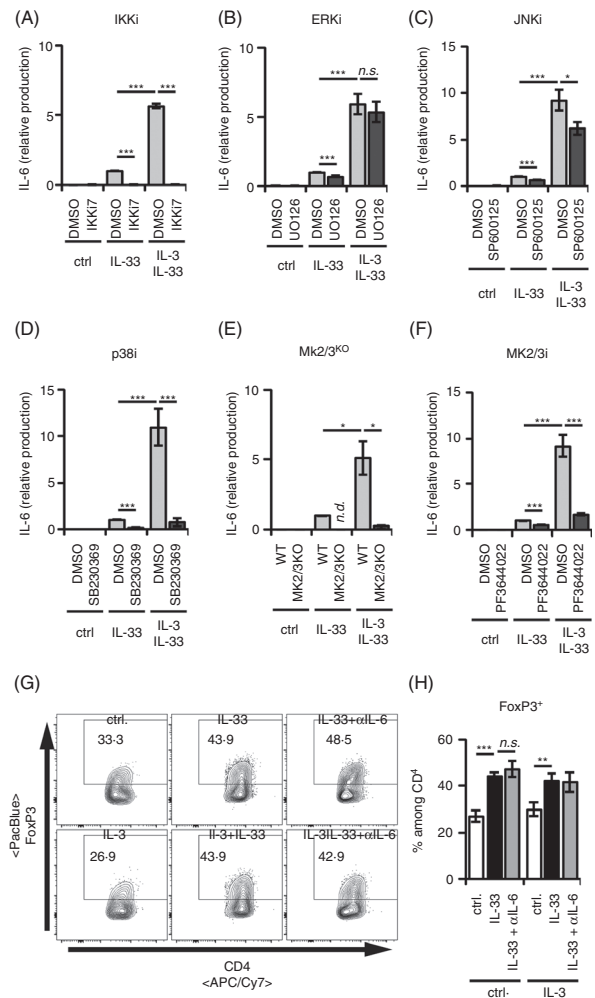 (A)
IKKi
IL-6 (relative production)
15
10
5
0
*** ***
***
DMSO
IKKi7
DMSO
IKKi7
DMSO
IKKi7
ctrl
IL-33
IL-3
IL-33
(B)
ERKi
IL-6 (relative production)
15
10
5
0
*** n.s.
***
DMSO
UO126
DMSO
UO126
DMSO
UO126
ctrl
IL-33
IL-3
IL-33
(C)
JNKi
IL-6 (relative production)
15
10
5
0
*** *
***
DMSO
SP600125
DMSO
SP600125
DMSO
SP600125
ctrl
IL-33
IL-3
IL-33
(D)
p38i
IL-6 (relative production)
15
10
5
0
*** ***
***
DMSO
SB230369
DMSO
SB230369
DMSO
SB230369
ctrl
IL-33
IL-3
IL-33
(E)
Mk2/3KO
IL-6 (relative production)
10
5
0
* *
n.d.
WT
MK2/3KO
WT
MK2/3KO
WT
MK2/3KO
ctrl
IL-33
IL-3
IL-33
(F)
MK2/3i
IL-6 (relative production)
15
10
5
0
*** ***
***
DMSO
PF3644022
DMSO
PF3644022
DMSO
PF3644022
ctrl
IL-33
IL-3
IL-33
(G)
<PacBlue>
FoxP3
ctrl.
33·3
IL-33
43·9
IL-33+αIL-6
48·5
IL-3
26·9
Il-3+IL-33
43·9
IL-3IL-33+αIL-6
42·9
CD4
<APC/Cy7>
(H)
FoxP3+
% among CD4
60
40
20
0
*** n.s.
**
ctrl.
IL-33
IL-33 + αIL-6
ctrl.
IL-33
IL-33 + αIL-6
ctrl·
IL-3